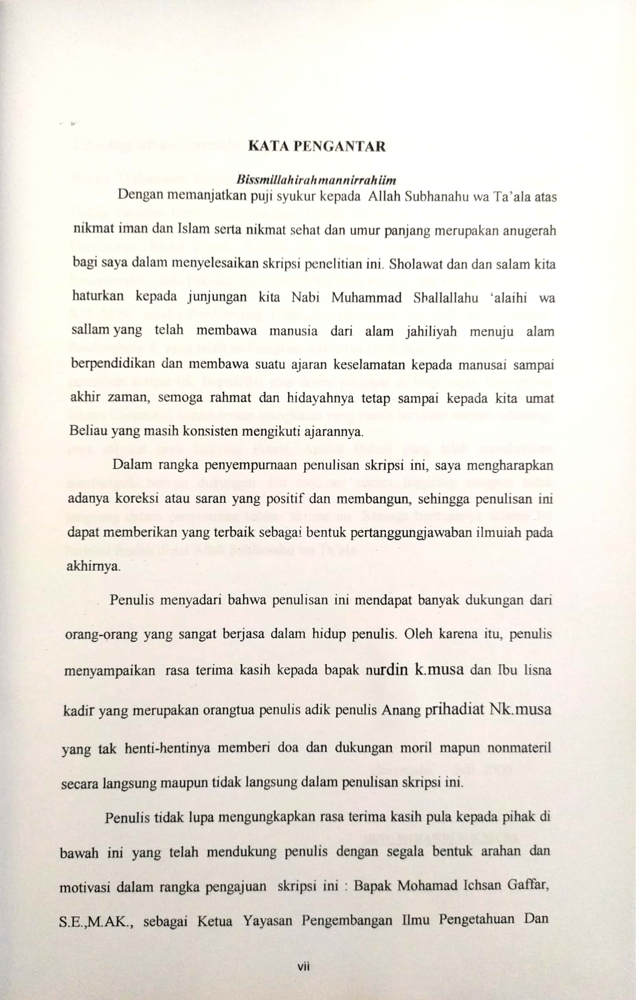 KATA PENGANTAR
Bissmillahirahmannirrahiim
Dengan memanjatkan puji syukur kepada Allah Subhanahu wa Ta'ala atas
nikmat iman dan Islam serta nikmat sehat dan umur panjang merupakan anugerah
bagi saya dalam menyelesaikan skripsi penelitian ini. Sholawat dan dan salam kita
haturkan kepada junjungan kita Nabi Muhammad Shallallahu ‘alaihi wa
sallam yang telah membawa manusia dari alam jahiliyah menuju alam
berpendidikan dan membawa suatu ajaran keselamatan kepada manusai sampai
akhir zaman, semoga rahmat dan hidayahnya tetap sampai kepada kita umat
Beliau yang masih konsisten mengikuti ajarannya.
Dalam rangka penyempurnaan penulisan skripsi ini, saya mengharapkan
adanya koreksi atau saran yang positif dan membangun, sehingga penulisan ini
dapat memberikan yang terbaik sebagai bentuk pertanggungjawaban ilmuiah pada
akhirnya.
Penulis menyadari bahwa penulisan ini mendapat banyak dukungan dari
orang-orang yang sangat berjasa dalam hidup penulis. Oleh karena itu, penulis
menyampaikan rasa terima kasih kepada bapak nurdin k.musa dan Ibu lisna
kadir yang merupakan orangtua penulis adik penulis Anang prihadiat Nk.musa
yang tak henti-hentinya memberi doa dan dukungan moril mapun nonmateril
secara langsung maupun tidak langsung dalam penulisan skripsi ini.
Penulis tidak lupa mengungkapkan rasa terima kasih pula kepada pihak di
bawah ini yang telah mendukung penulis dengan segala bentuk arahan dan
motivasi dalam rangka pengajuan skripsi ini : Bapak Mohamad Ichsan Gaffar,
S.E.,M.AK., sebagai Ketua Yayasan Pengembangan Ilmu Pengetahuan Dan
vii